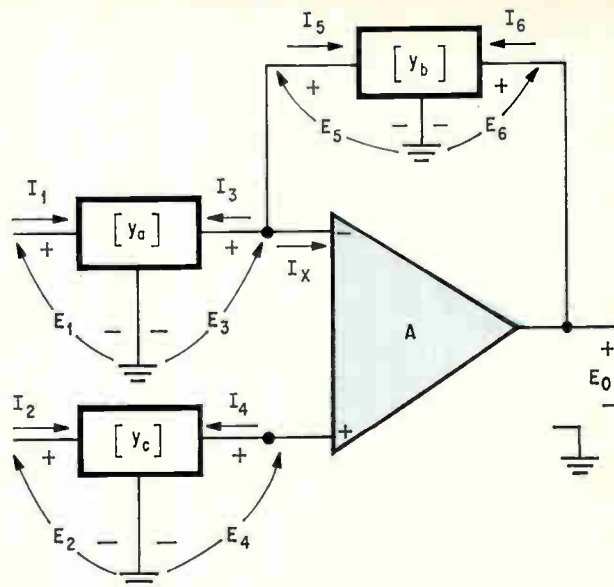 I5 I6
[yb]
+ +
E5 − − E6
I1 I3
[ya]
+ +
IX
−
E1 − − E3
A
+
E0
−
I2 I4
[yc]
+ +
+
E2 − − E4